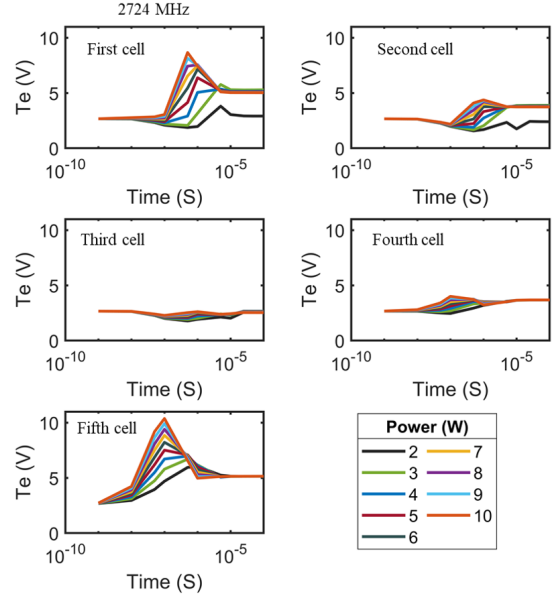 2724 MHz
First cell
Te (V)
10
5
0
10⁻¹⁰
10⁻⁵
Time (S)
Second cell
Te (V)
10
5
0
10⁻¹⁰
10⁻⁵
Time (S)
Third cell
Te (V)
10
5
0
10⁻¹⁰
10⁻⁵
Time (S)
Fourth cell
Te (V)
10
5
0
10⁻¹⁰
10⁻⁵
Time (S)
Fifth cell
Te (V)
10
5
0
10⁻¹⁰
10⁻⁵
Time (S)
Power (W)
2 7
3 8
4 9
5 10
6